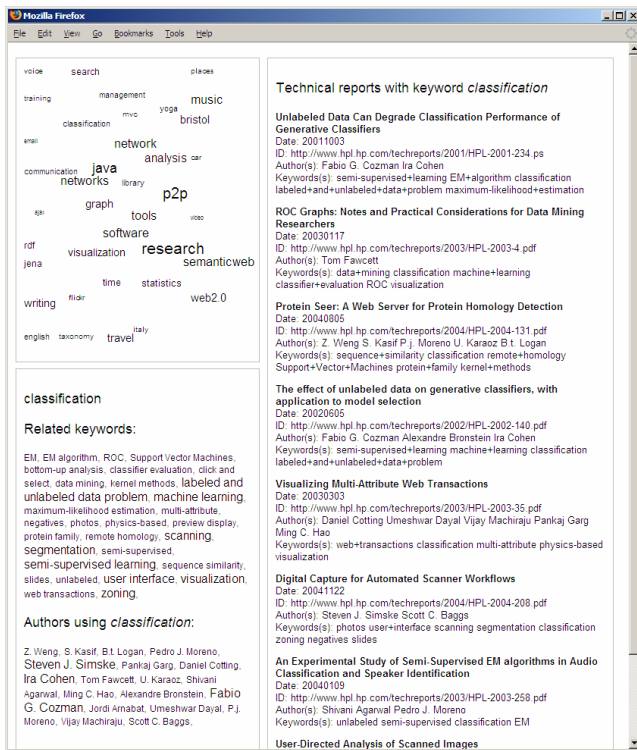 Mozilla Firefox
File Edit View Go Bookmarks Tools Help
voice search places
training management music
mvc yoga
classification bristol
email network
analysis car
communication java
networks library
p2p
graph
ajax tools video
software
rdf research
visualization
jena semanticweb
time statistics
writing flickr web2.0
italy
english taxonomy travel
classification
Related keywords:
EM, EM algorithm, ROC, Support Vector Machines,
bottom-up analysis, classifier evaluation, click and
select, data mining, kernel methods, labeled and
unlabeled data problem, machine learning,
maximum-likelihood estimation, multi-attribute,
negatives, photos, physics-based, preview display,
protein family, remote homology, scanning,
segmentation, semi-supervised,
semi-supervised learning, sequence similarity,
slides, unlabeled, user interface, visualization,
web transactions, zoning,
Authors using classification:
Z. Weng, S. Kasif, B.t. Logan, Pedro J. Moreno,
Steven J. Simske, Pankaj Garg, Daniel Cotting,
Ira Cohen, Tom Fawcett, U. Karaoz, Shivani
Agarwal, Ming C. Hao, Alexandre Bronstein, Fabio
G. Cozman, Jordi Arnabat, Umeshwar Dayal, P.j.
Moreno, Vijay Machiraju, Scott C. Baggs,
Technical reports with keyword classification
Unlabeled Data Can Degrade Classification Performance of
Generative Classifiers
Date: 20011003
ID: http://www.hpl.hp.com/techreports/2001/HPL-2001-234.ps
Author(s): Fabio G. Cozman Ira Cohen
Keywords(s): semi-supervised+learning EM+algorithm classification
labeled+and+unlabeled+data+problem maximum-likelihood+estimation
ROC Graphs: Notes and Practical Considerations for Data Mining
Researchers
Date: 20030117
ID: http://www.hpl.hp.com/techreports/2003/HPL-2003-4.pdf
Author(s): Tom Fawcett
Keywords(s): data+mining classification machine+learning
classifier+evaluation ROC visualization
Protein Seer: A Web Server for Protein Homology Detection
Date: 20040805
ID: http://www.hpl.hp.com/techreports/2004/HPL-2004-131.pdf
Author(s): Z. Weng S. Kasif P.j. Moreno U. Karaoz B.t. Logan
Keywords(s): sequence+similarity classification remote+homology
Support+Vector+Machines protein+family kernel+methods
The effect of unlabeled data on generative classifiers, with
application to model selection
Date: 20020605
ID: http://www.hpl.hp.com/techreports/2002/HPL-2002-140.pdf
Author(s): Fabio G. Cozman Alexandre Bronstein Ira Cohen
Keywords(s): semi-supervised+learning machine+learning classification
labeled+and+unlabeled+data+problem
Visualizing Multi-Attribute Web Transactions
Date: 20030303
ID: http://www.hpl.hp.com/techreports/2003/HPL-2003-35.pdf
Author(s): Daniel Cotting Umeshwar Dayal Vijay Machiraju Pankaj Garg
Ming C. Hao
Keywords(s): web+transactions classification multi-attribute physics-based
visualization
Digital Capture for Automated Scanner Workflows
Date: 20041122
ID: http://www.hpl.hp.com/techreports/2004/HPL-2004-208.pdf
Author(s): Steven J. Simske Scott C. Baggs
Keywords(s): photos user+interface scanning segmentation classification
zoning negatives slides
An Experimental Study of Semi-Supervised EM algorithms in Audio
Classification and Speaker Identification
Date: 20040109
ID: http://www.hpl.hp.com/techreports/2003/HPL-2003-258.pdf
Author(s): Shivani Agarwal Pedro J. Moreno
Keywords(s): unlabeled semi-supervised classification EM
User-Directed Analysis of Scanned Images